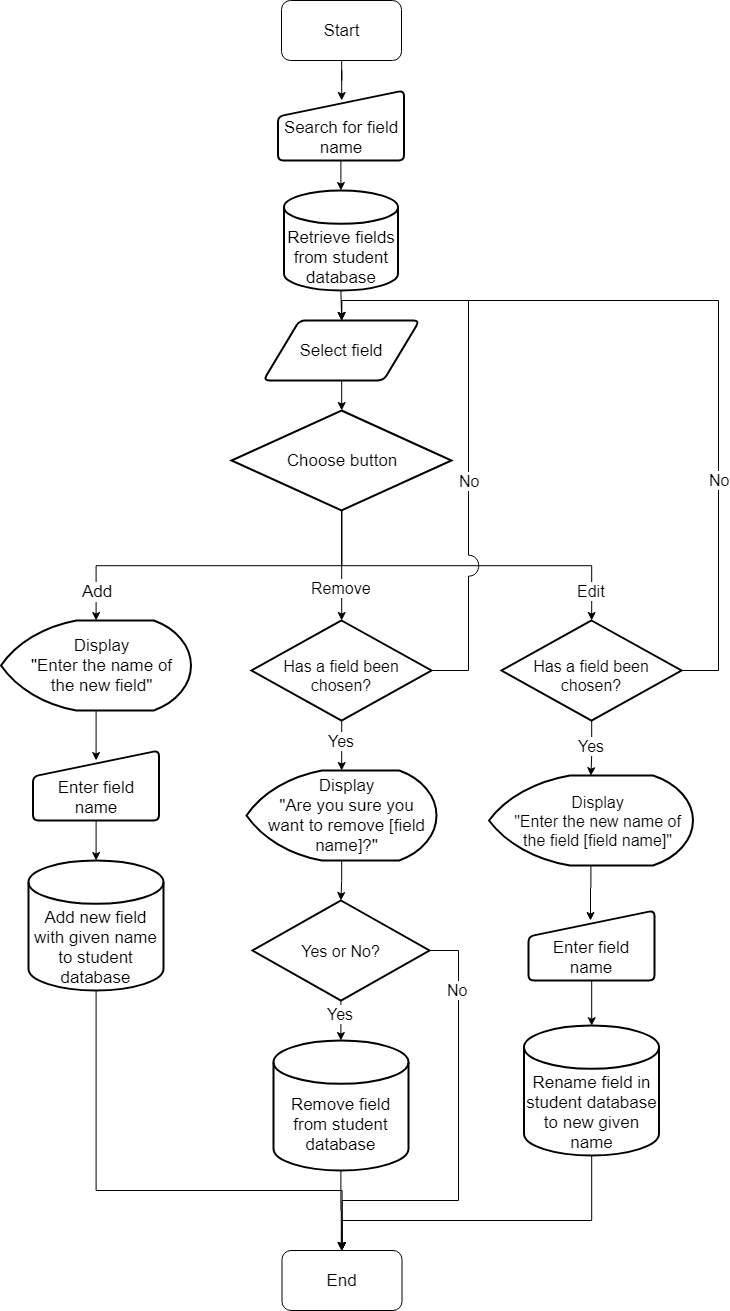 Start
Search for field
name
Retrieve fields
from student
database
Select field
Choose button
No
No
Add
Remove
Edit
Display
"Enter the name of
the new field"
Has a field been
chosen?
Has a field been
chosen?
Yes
Yes
Enter field
name
Display
"Are you sure you
want to remove [field
name]?"
Display
"Enter the new name of
the field [field name]"
Add new field
with given name
to student
database
Yes or No?
No
Yes
Enter field
name
Remove field
from student
database
Rename field in
student database
to new given
name
End